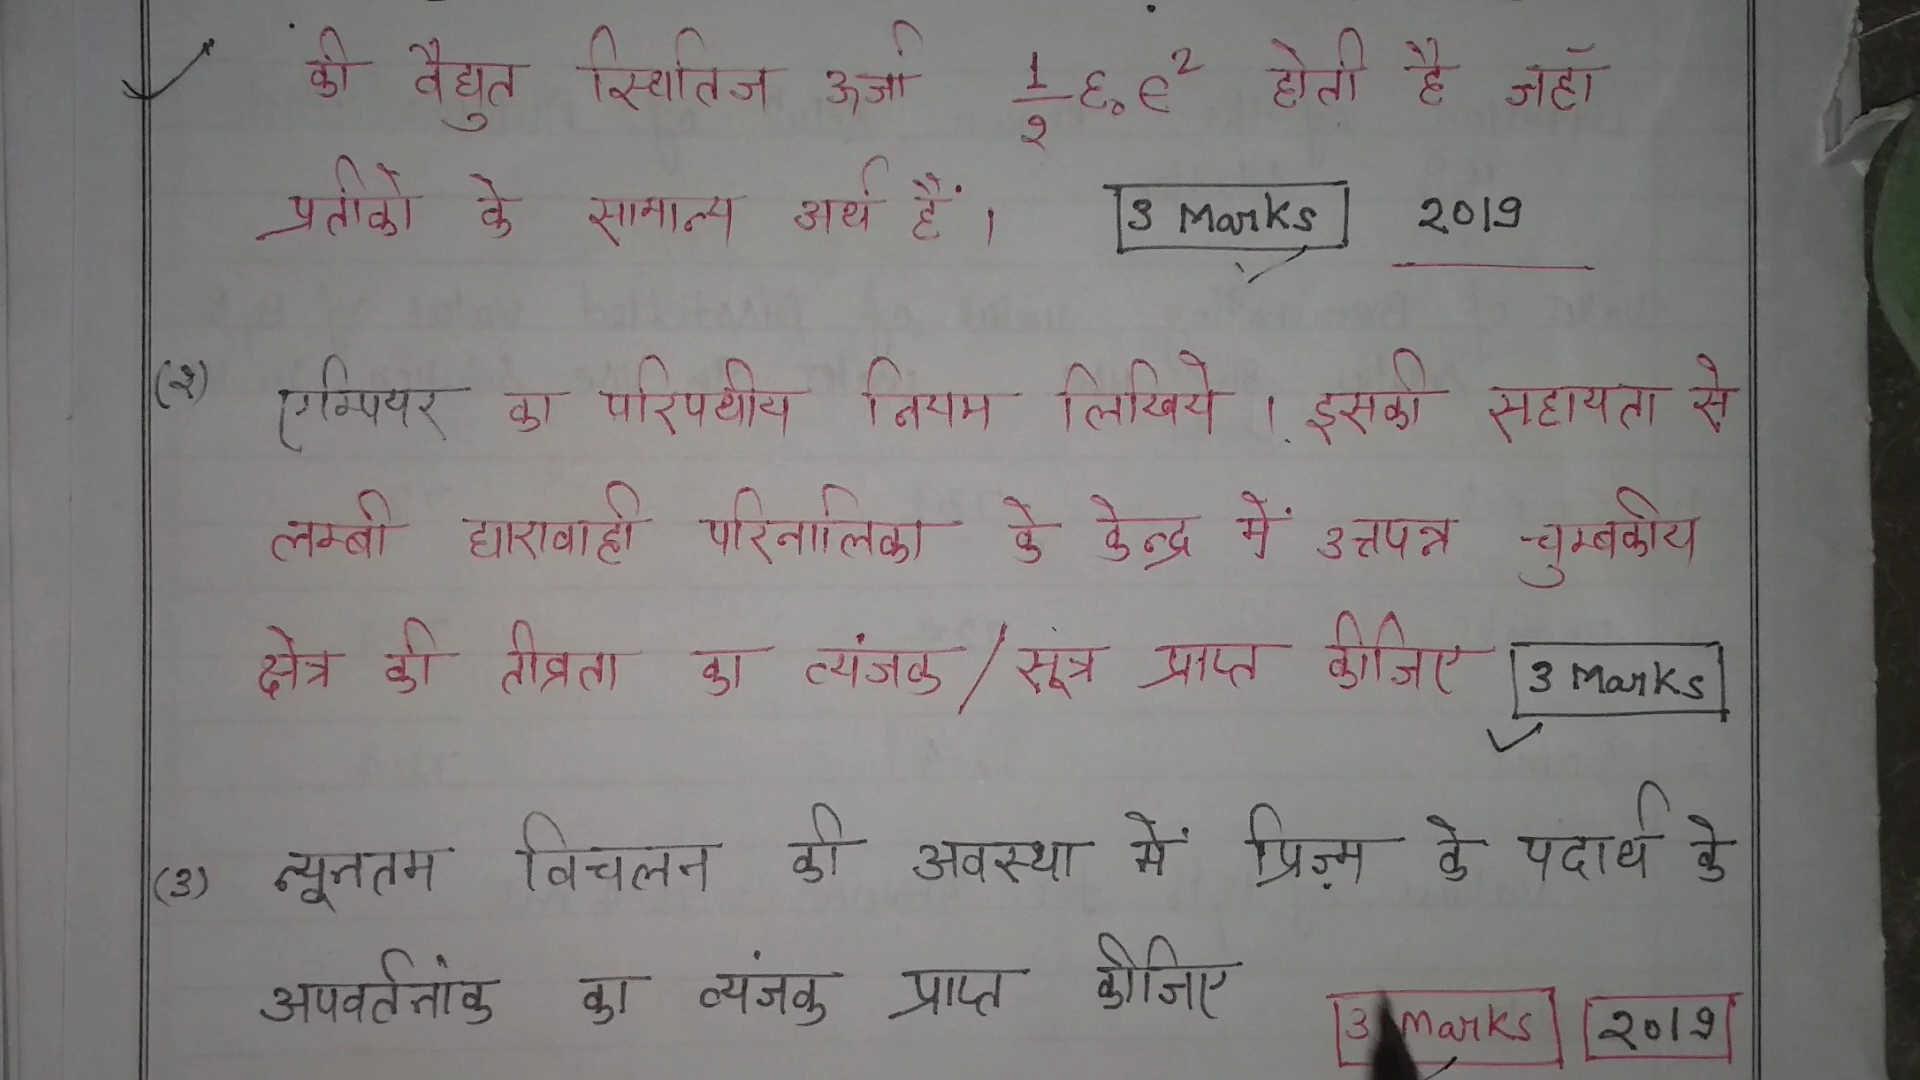 की वैद्युत स्थितिज ऊर्जा 1/2 ε₀ e² होती है जहाँ
प्रतीकों के सामान्य अर्थ हैं । 3 Marks 2019
(2) एम्पियर का परिपथीय नियम लिखिये । इसकी सहायता से
लम्बी धारावाही परिनालिका के केन्द्र में उत्तपन्न चुम्बकीय
क्षेत्र की तीव्रता का व्यंजक / सूत्र प्राप्त कीजिए 3 Marks
(3) न्यूनतम विचलन की अवस्था में प्रिज़्म के पदार्थ के
अपवर्तनांक का व्यंजक प्राप्त कीजिए
3 Marks 2019